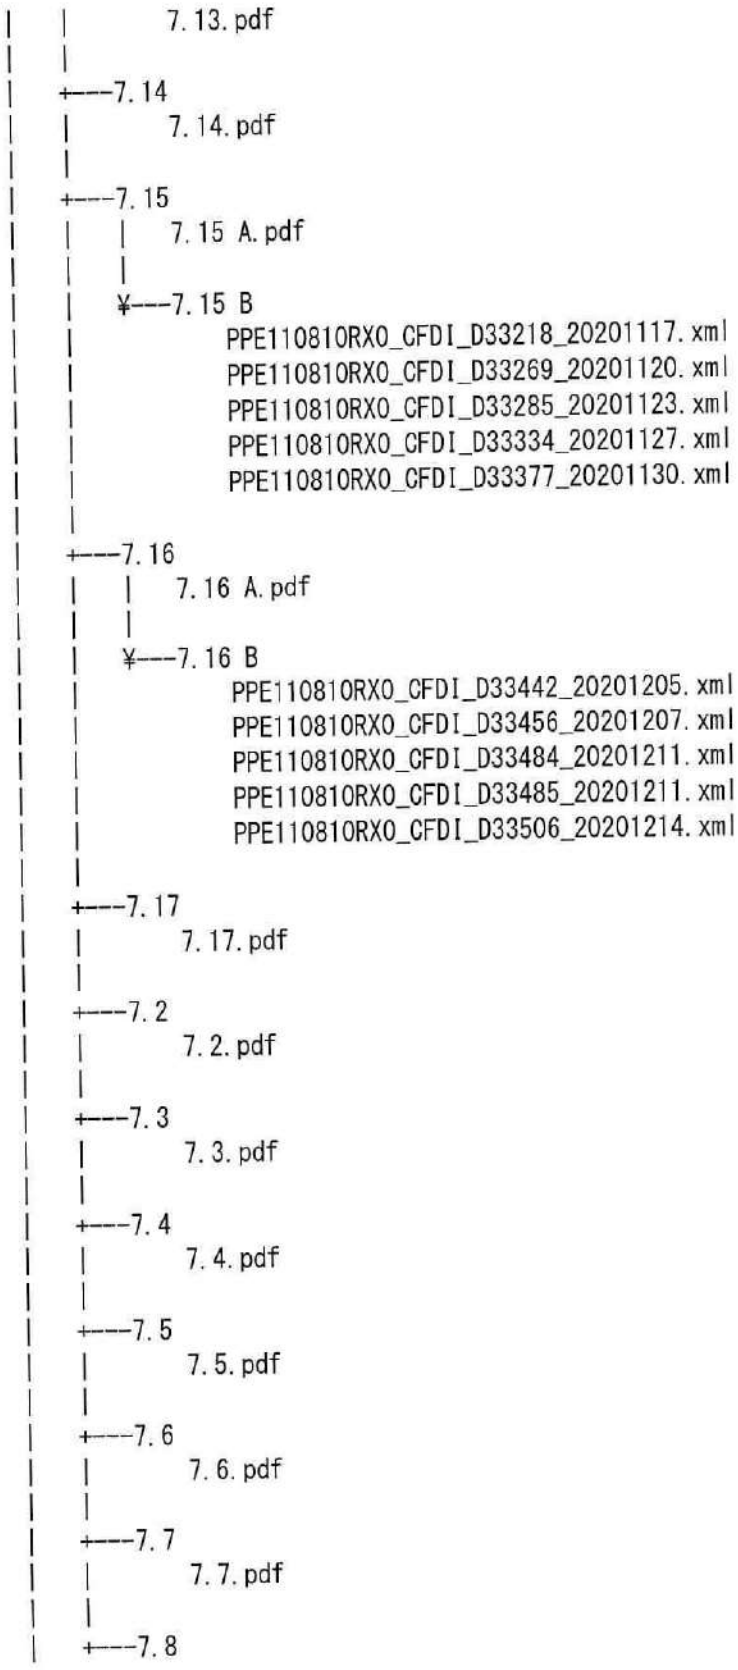 |   |       7.13.pdf
|   |
|   +---7.14
|   |       7.14.pdf
|   |
|   +---7.15
|   |   |   7.15 A.pdf
|   |   |
|   |   ¥---7.15 B
|   |           PPE110810RX0_CFDI_D33218_20201117.xml
|   |           PPE110810RX0_CFDI_D33269_20201120.xml
|   |           PPE110810RX0_CFDI_D33285_20201123.xml
|   |           PPE110810RX0_CFDI_D33334_20201127.xml
|   |           PPE110810RX0_CFDI_D33377_20201130.xml
|   |
|   +---7.16
|   |   |   7.16 A.pdf
|   |   |
|   |   ¥---7.16 B
|   |           PPE110810RX0_CFDI_D33442_20201205.xml
|   |           PPE110810RX0_CFDI_D33456_20201207.xml
|   |           PPE110810RX0_CFDI_D33484_20201211.xml
|   |           PPE110810RX0_CFDI_D33485_20201211.xml
|   |           PPE110810RX0_CFDI_D33506_20201214.xml
|   |
|   +---7.17
|   |       7.17.pdf
|   |
|   +---7.2
|   |       7.2.pdf
|   |
|   +---7.3
|   |       7.3.pdf
|   |
|   +---7.4
|   |       7.4.pdf
|   |
|   +---7.5
|   |       7.5.pdf
|   |
|   +---7.6
|   |       7.6.pdf
|   |
|   +---7.7
|   |       7.7.pdf
|   |
|   +---7.8